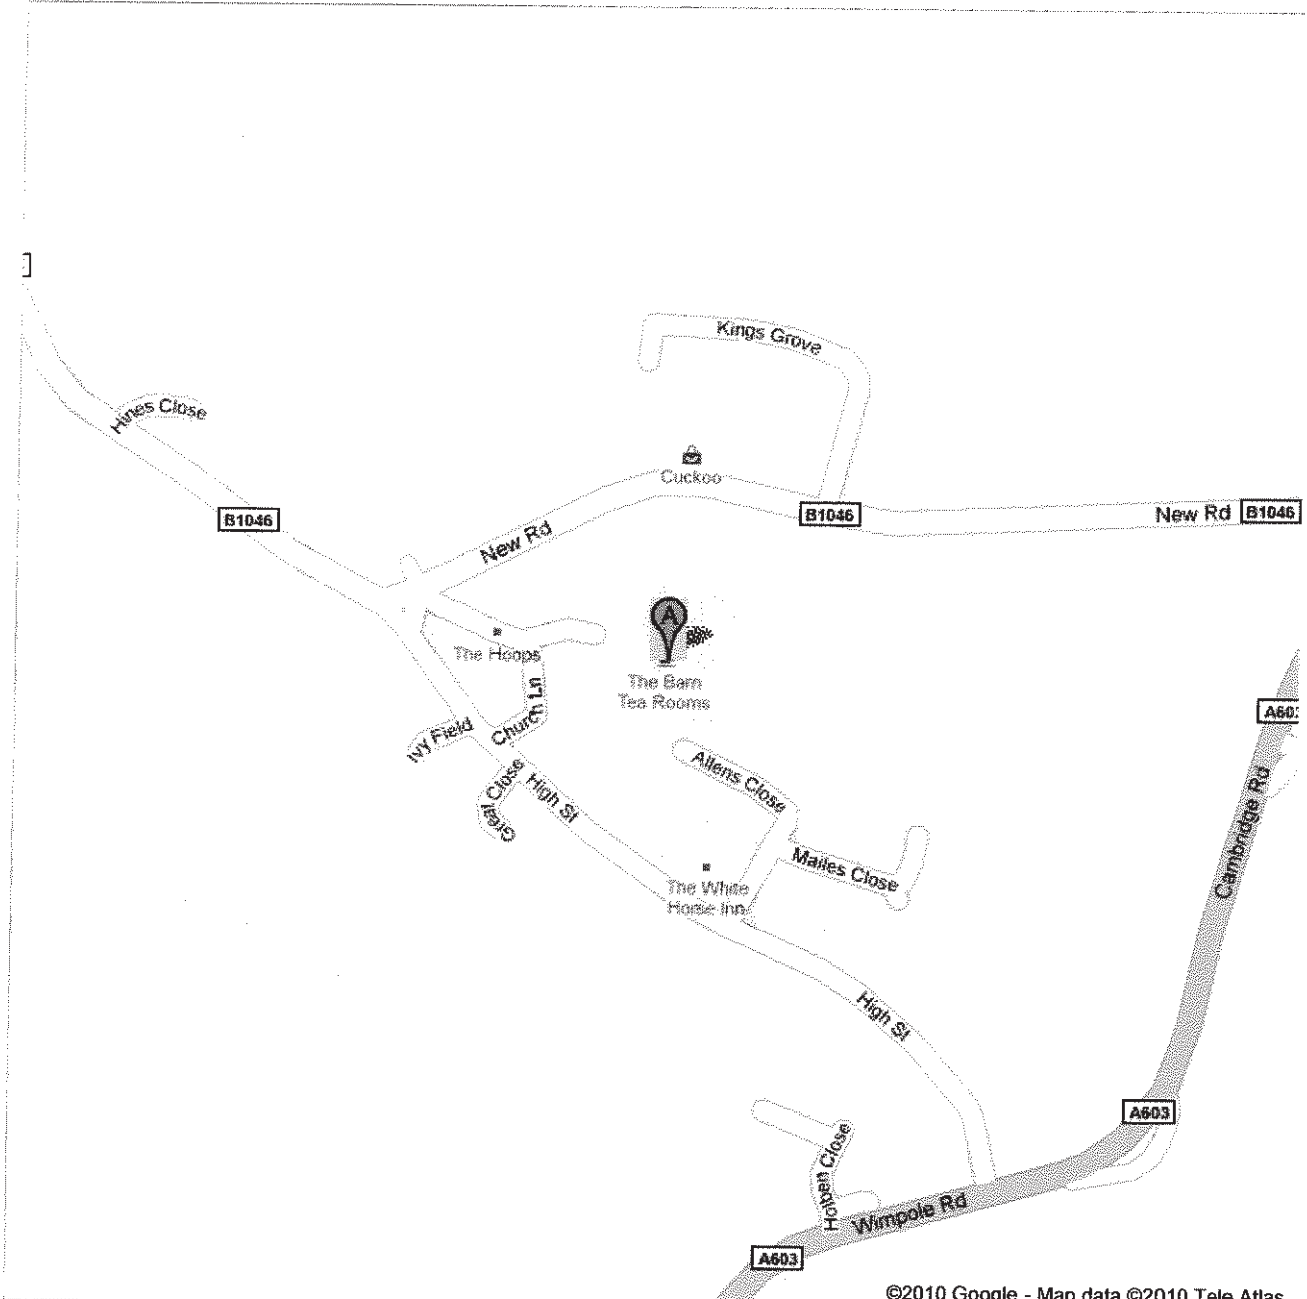 Kings Grove
Hines Close
Cuckoo
B1046
New Rd
B1046
New Rd
B1046
A
The Hoops
The Barn
Tea Rooms
Church Ln
Ivy Field
High St
Great Close
Allens Close
A603
Cambridge Rd
Mailes Close
The White
Horse Inn
High St
A603
Holben Close
Wimpole Rd
A603
©2010 Google - Map data ©2010 Tele Atlas